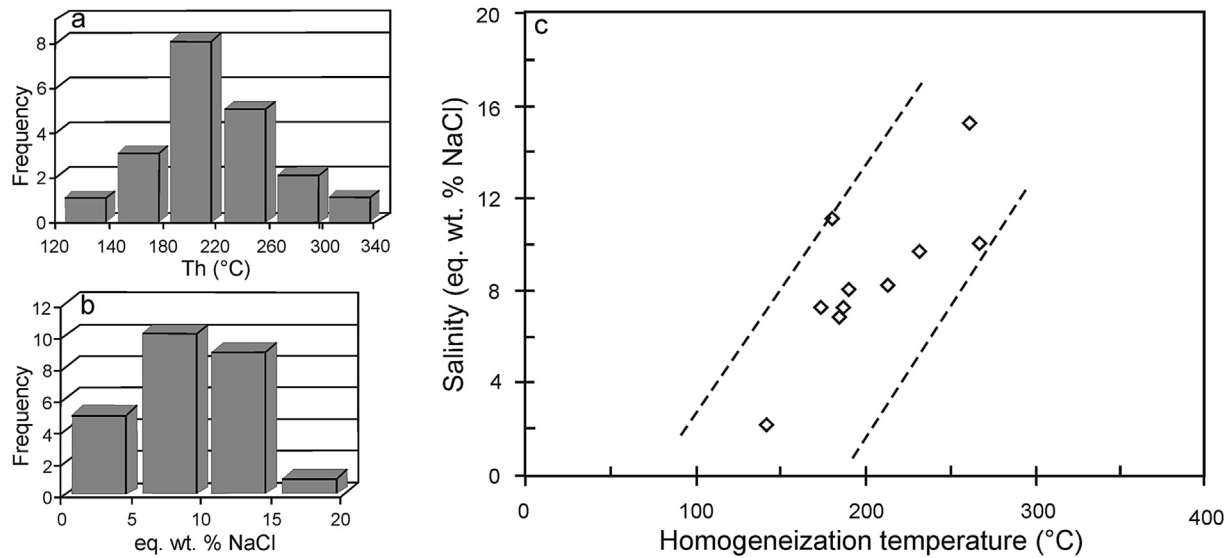 a
8
6
4
2
0
Frequency
120 140 180 220 260 300 340
Th (°C)
b
12
10
8
6
4
2
0
Frequency
0 5 10 15 20
eq. wt. % NaCl
c
20
16
12
8
4
0
Salinity (eq. wt. % NaCl)
0 100 200 300 400
Homogeneization temperature (°C)